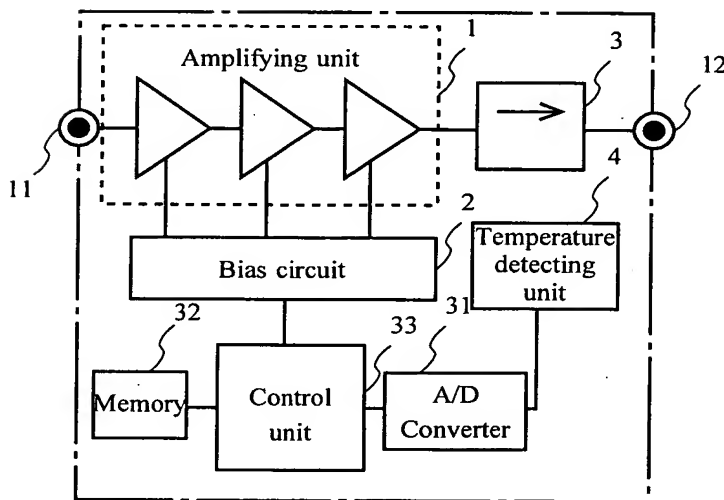 1
Amplifying unit
3
12
11
4
2
Temperature
detecting
unit
Bias circuit
32
33
31
Memory
Control
unit
A/D
Converter